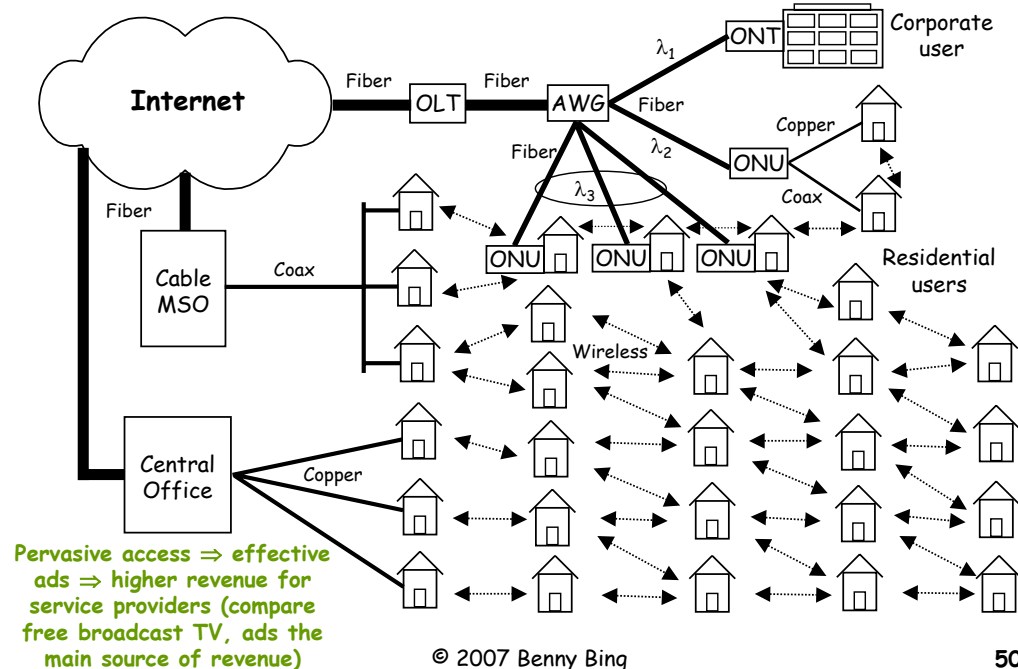 Corporate
user
ONT
λ1
Fiber
Fiber
Internet
OLT
AWG
Fiber
Copper
λ2
Fiber
ONU
λ3
Coax
Fiber
ONU
ONU
ONU
Residential
users
Cable
MSO
Coax
Wireless
Central
Office
Copper
Pervasive access ⇒ effective
ads ⇒ higher revenue for
service providers (compare
free broadcast TV, ads the
main source of revenue)
© 2007 Benny Bing
50